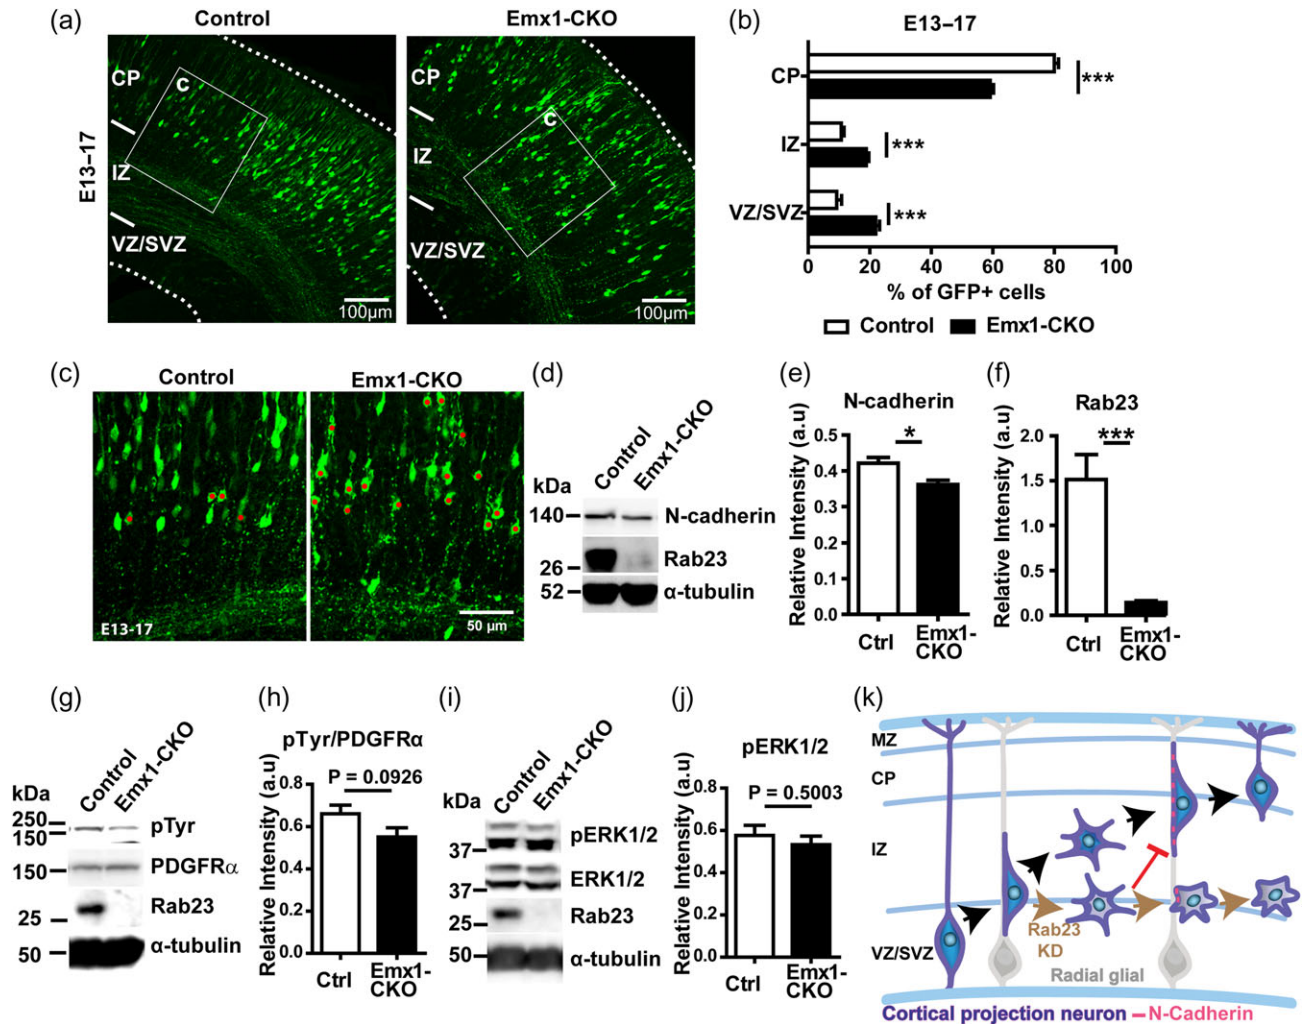 (a) Control Emx1-CKO
E13–17
CP
IZ
VZ/SVZ
c
100µm
CP
IZ
VZ/SVZ
c
100µm
(b) E13–17
CP
***
IZ
***
VZ/SVZ
***
0 20 40 60 80 100
% of GFP+ cells
Control Emx1-CKO
(c) Control Emx1-CKO
E13-17
50 µm
(d)
Control
Emx1-CKO
kDa
140 N-cadherin
26 Rab23
52 α-tubulin
(e)
N-cadherin
Relative Intensity (a.u)
0.5
0.4
0.3
0.2
0.1
0.0
*
Ctrl Emx1-
CKO
(f)
Rab23
Relative Intensity (a.u)
2.0
1.5
1.0
0.5
0.0
***
Ctrl Emx1-
CKO
(g)
Control
Emx1-CKO
kDa
250
150 pTyr
150 PDGFRα
25 Rab23
50 α-tubulin
(h)
pTyr/PDGFRα
Relative Intensity (a.u)
0.8
0.6
0.4
0.2
0.0
P = 0.0926
Ctrl Emx1-
CKO
(i)
Control
Emx1-CKO
kDa
37 pERK1/2
37 ERK1/2
25 Rab23
50 α-tubulin
(j)
pERK1/2
Relative Intensity (a.u)
0.8
0.6
0.4
0.2
0.0
P = 0.5003
Ctrl Emx1-
CKO
(k)
MZ
CP
IZ
VZ/SVZ
Rab23
KD
Radial glial
Cortical projection neuron N-Cadherin